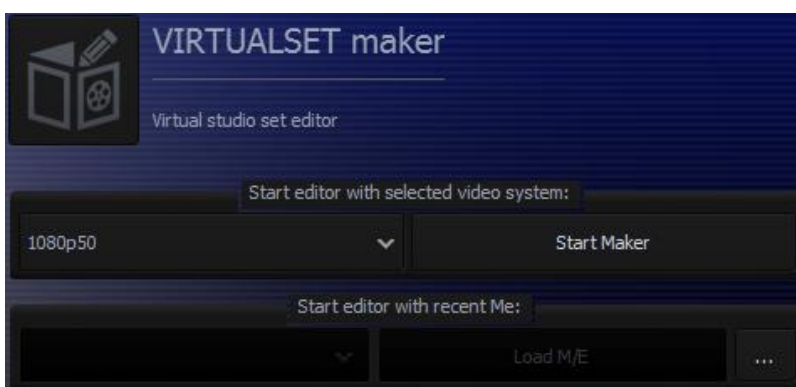 VIRTUALSET maker
Virtual studio set editor
Start editor with selected video system:
1080p50
Start Maker
Start editor with recent Me:
Load M/E
...